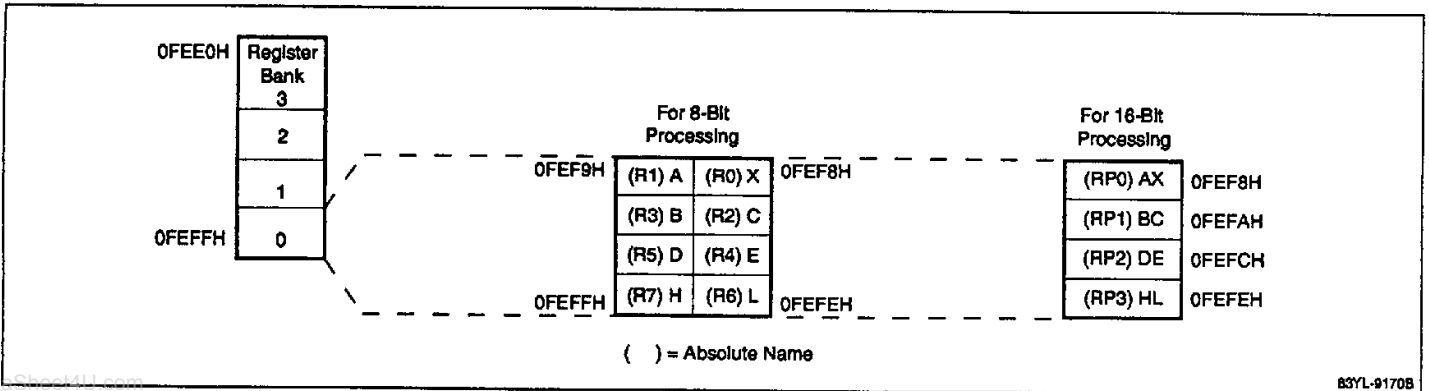 0FEE0H
Register
Bank
3
2
1
0
0FEFFH
For 8-Bit
Processing
0FEF9H (R1) A (R0) X 0FEF8H
(R3) B (R2) C
(R5) D (R4) E
0FEFFH (R7) H (R6) L 0FEFEH
For 16-Bit
Processing
(RP0) AX 0FEF8H
(RP1) BC 0FEFAH
(RP2) DE 0FEFCH
(RP3) HL 0FEFEH
( ) = Absolute Name
aSheet4U.com
83YL-9170B